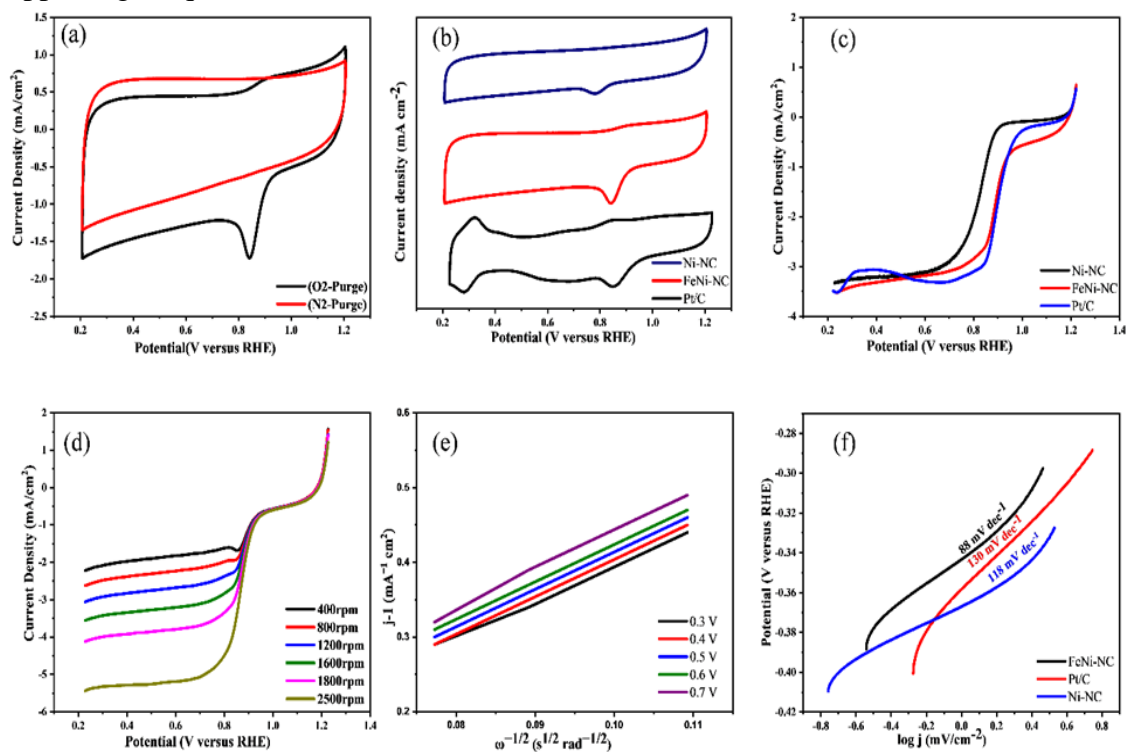 (a)
Current Density (mA/cm²)
1.5
1.0
0.5
0.0
-0.5
-1.0
-1.5
-2.0
-2.5
0.2 0.4 0.6 0.8 1.0 1.2
Potential(V versus RHE)
(O2-Purge)
(N2-Purge)
(b)
Current density (mA cm⁻²)
0.2 0.4 0.6 0.8 1.0 1.2
Potential (V versus RHE)
Ni-NC
FeNi-NC
Pt/C
(c)
Current Density (mA/cm²)
2
1
0
-1
-2
-3
-4
0.2 0.4 0.6 0.8 1.0 1.2 1.4
Potential (V versus RHE)
Ni-NC
FeNi-NC
Pt/C
(d)
Current Density (mA/cm²)
2
1
0
-1
-2
-3
-4
-5
-6
0.2 0.4 0.6 0.8 1.0 1.2 1.4
Potential (V versus RHE)
400rpm
800rpm
1200rpm
1600rpm
1800rpm
2500rpm
(e)
j-1 (mA⁻¹ cm²)
0.6
0.5
0.4
0.3
0.2
0.08 0.09 0.10 0.11
ω⁻¹/² (s¹/² rad⁻¹/²)
0.3 V
0.4 V
0.5 V
0.6 V
0.7 V
(f)
Potential (V versus RHE)
-0.28
-0.30
-0.32
-0.34
-0.36
-0.38
-0.40
-0.42
-0.8 -0.6 -0.4 -0.2 0.0 0.2 0.4 0.6 0.8
log j (mV/cm⁻²)
88 mV dec⁻¹
130 mV dec⁻¹
118 mV dec⁻¹
FeNi-NC
Pt/C
Ni-NC